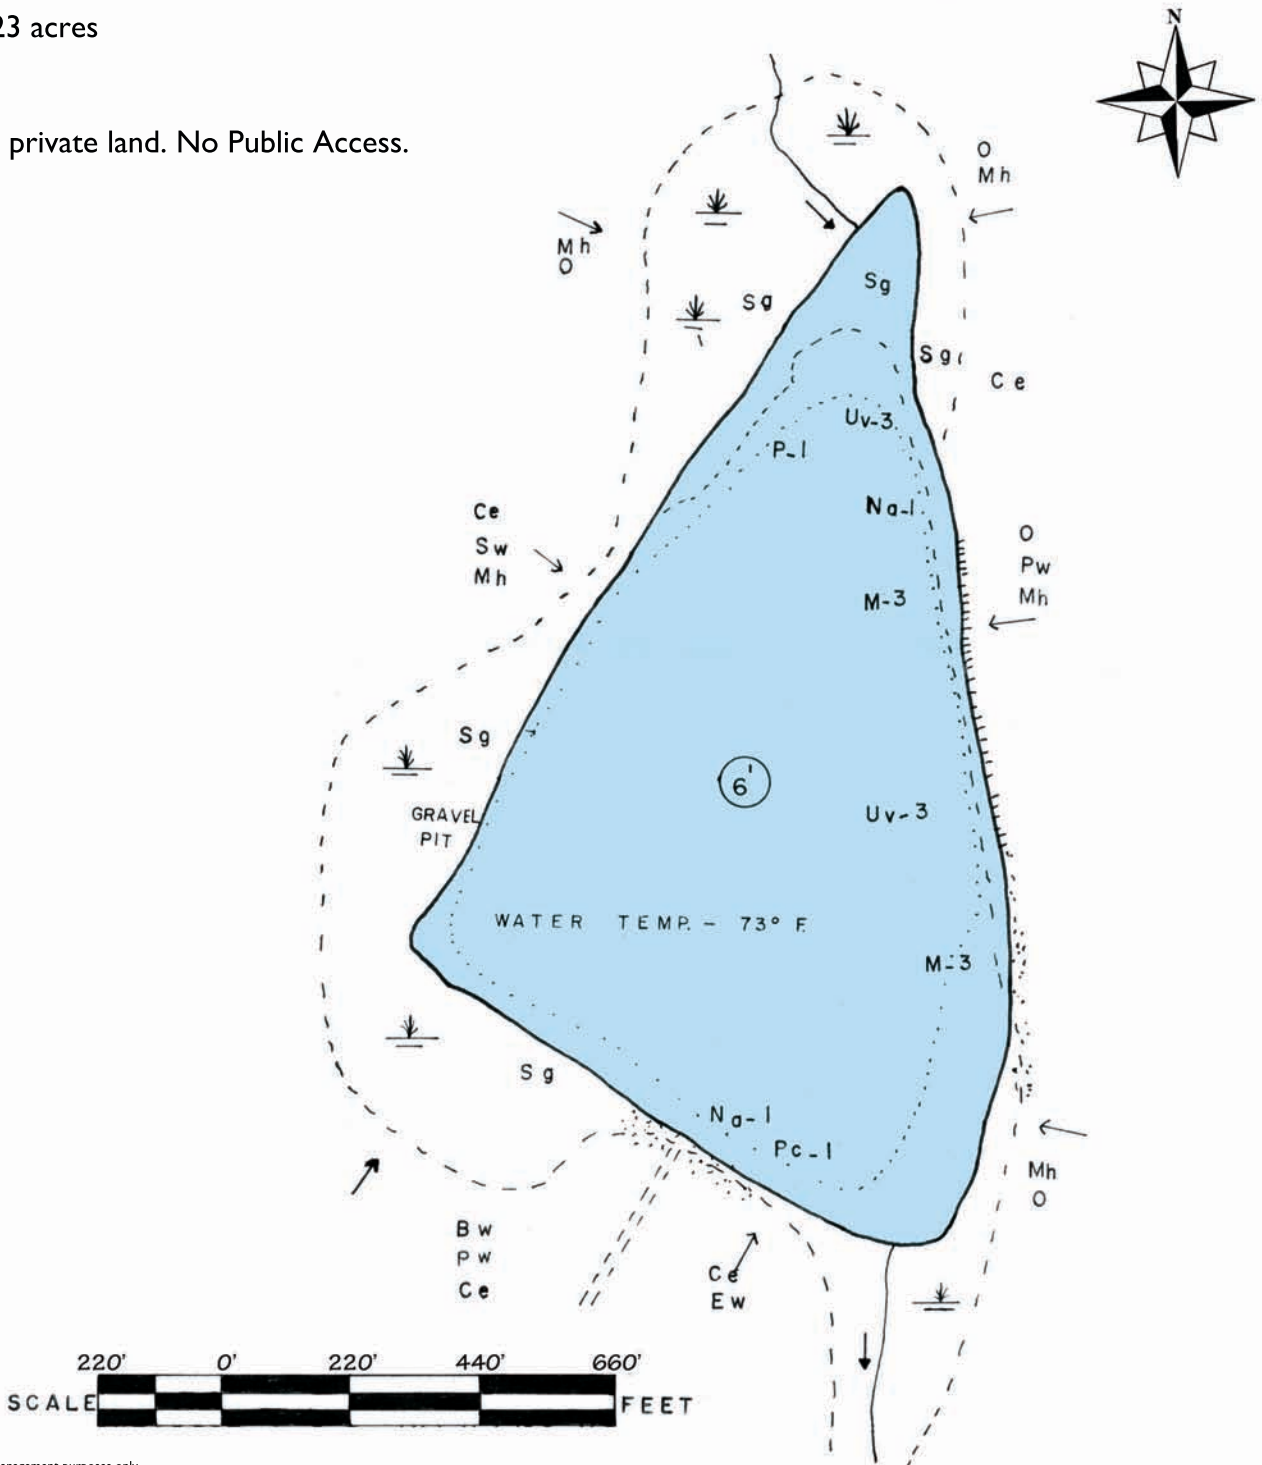 23 acres
N
private land. No Public Access.
O
Mh
Mh
O
Sg
Sg
Sg
Ce
Uv-3
P-1
Ce
Sw
Mh
Na-1
O
Pw
Mh
M-3
Sg
6'
GRAVEL
PIT
Uv-3
WATER TEMP. - 73° F.
M-3
Sg
Na-1
Pc-1
Mh
O
Bw
Pw
Ce
Ce
Ew
220' 0' 220' 440' 660'
SCALE FEET